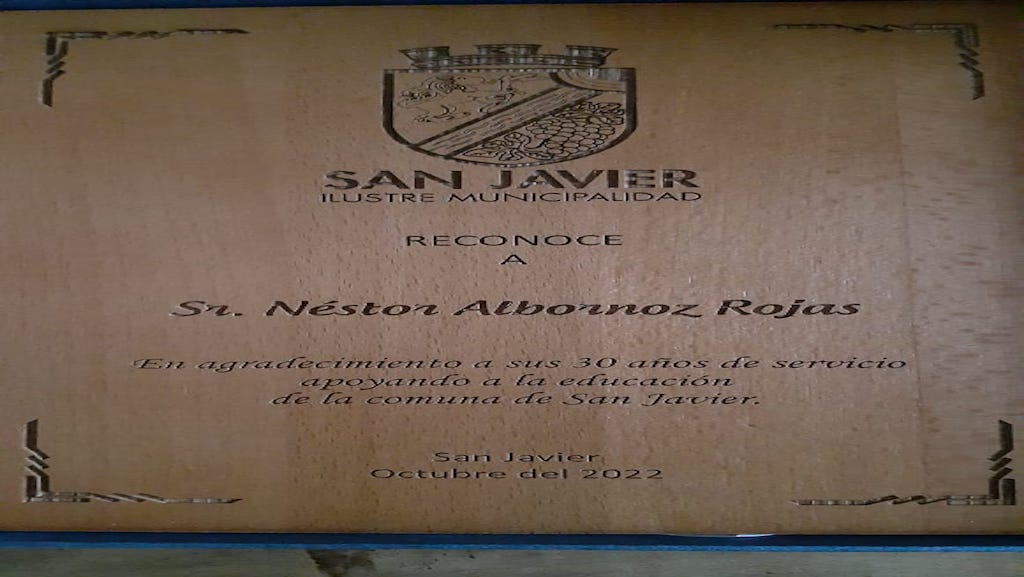 SAN JAVIER
ILUSTRE MUNICIPALIDAD
RECONOCE
A
Sr. Néstor Albornoz Rojas
En agradecimiento a sus 30 años de servicio
apoyando a la educación
de la comuna de San Javier.
San Javier
Octubre del 2022